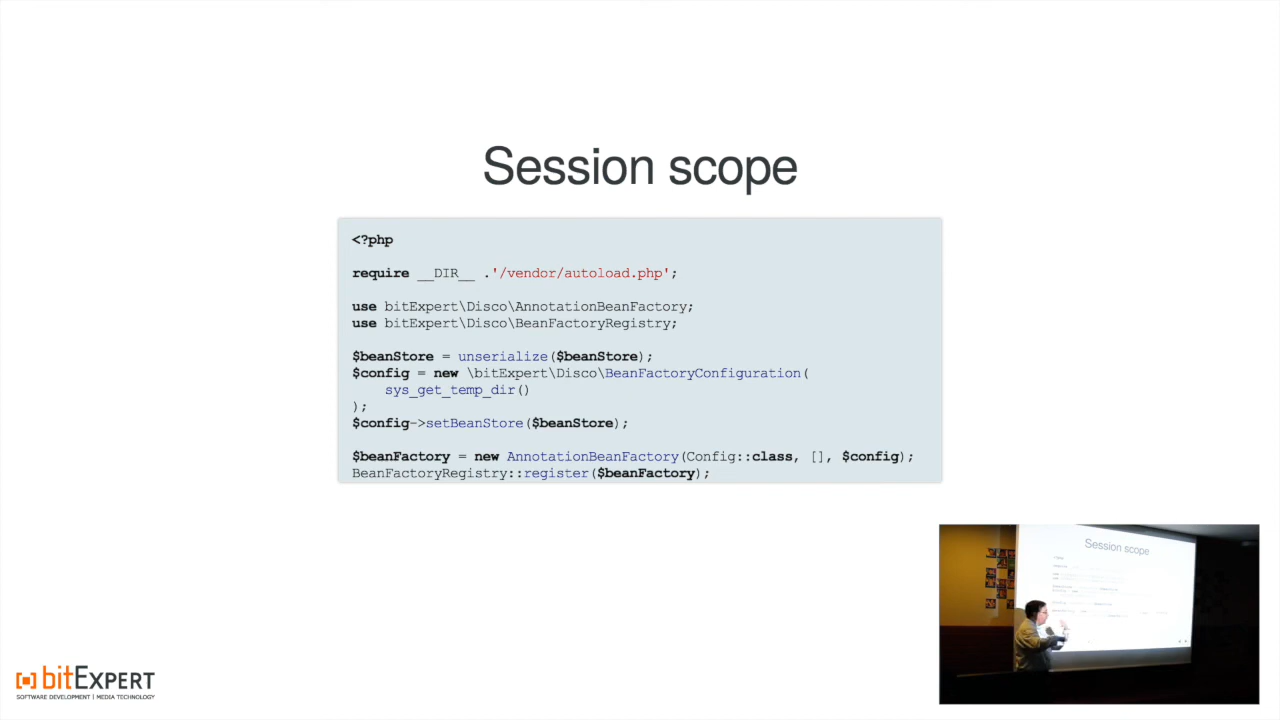 Session scope
<?php
require __DIR__ .'/vendor/autoload.php';
use bitExpert\Disco\AnnotationBeanFactory;
use bitExpert\Disco\BeanFactoryRegistry;
$beanStore = unserialize($beanStore);
$config = new \bitExpert\Disco\BeanFactoryConfiguration(
sys_get_temp_dir()
);
$config->setBeanStore($beanStore);
$beanFactory = new AnnotationBeanFactory(Config::class, [], $config);
BeanFactoryRegistry::register($beanFactory);
Session scope
bitExpert
SOFTWARE DEVELOPMENT | MEDIA TECHNOLOGY